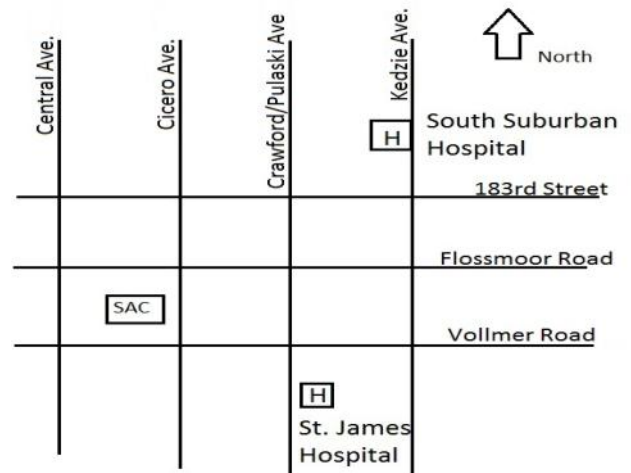 Central Ave.
Cicero Ave.
Crawford/Pulaski Ave
Kedzie Ave.
North
H
South Suburban
Hospital
183rd Street
Flossmoor Road
SAC
Vollmer Road
H
St. James
Hospital